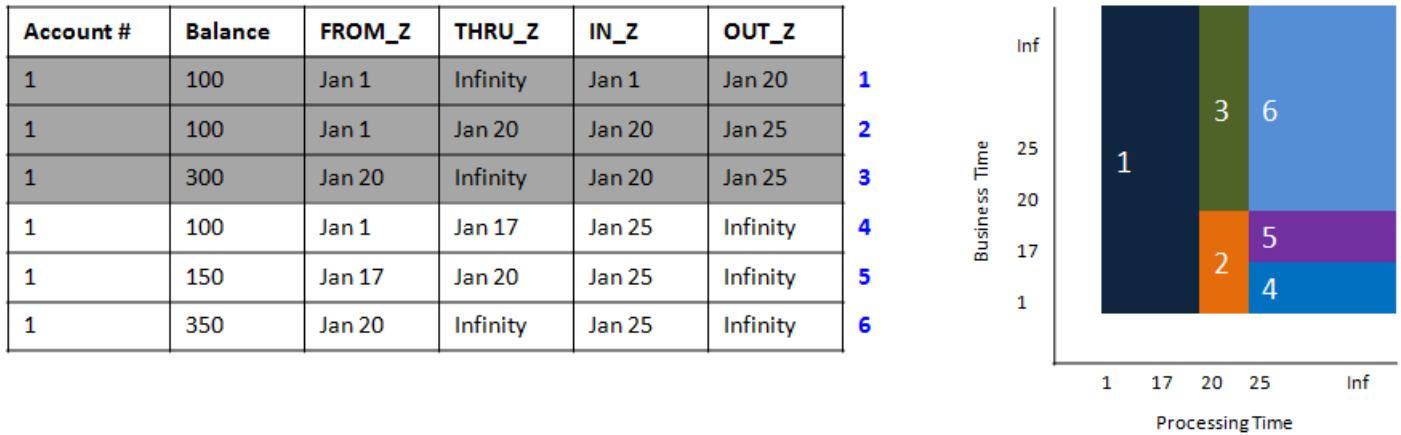 Account # Balance FROM_Z THRU_Z IN_Z OUT_Z
1 100 Jan 1 Infinity Jan 1 Jan 20 1
1 100 Jan 1 Jan 20 Jan 20 Jan 25 2
1 300 Jan 20 Infinity Jan 20 Jan 25 3
1 100 Jan 1 Jan 17 Jan 25 Infinity 4
1 150 Jan 17 Jan 20 Jan 25 Infinity 5
1 350 Jan 20 Infinity Jan 25 Infinity 6
Business Time
Inf
25
20
17
1
1
3
6
5
2
4
1 17 20 25 Inf
Processing Time